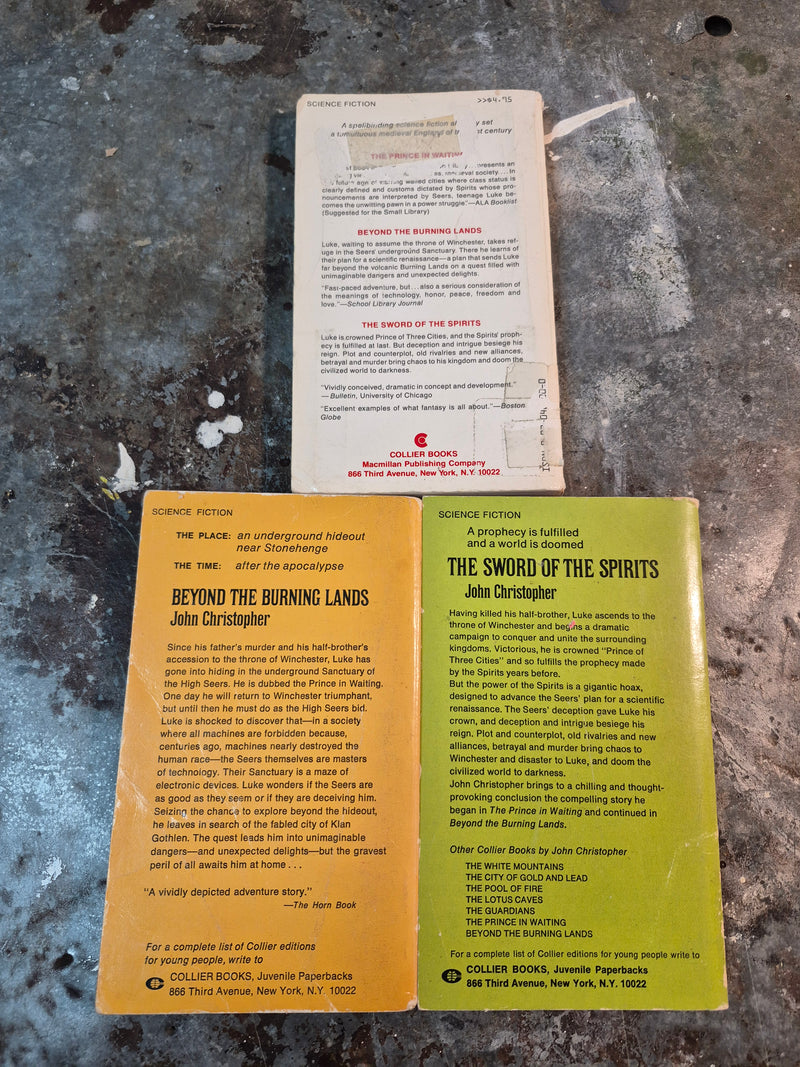 SCIENCE FICTION
>>$4.95
A spellbinding science fiction y set
a tumultuous medieval England of t st century
THE PRINCE IN WAITIN
presents an
eval society. . . . In
future age of walled cities where class status is
clearly defined and customs dictated by Spirits whose pro-
nouncements are interpreted by Seers, teenage Luke be-
comes the unwitting pawn in a power struggle"—ALA Booklist
(Suggested for the Small Library)
BEYOND THE BURNING LANDS
Luke, waiting to assume the throne of Winchester, takes ref-
uge in the Seers' underground Sanctuary. There he learns of
their plan for a scientific renaissance—a plan that sends Luke
far beyond the volcanic Burning Lands on a quest filled with
unimaginable dangers and unexpected delights.
"Fast-paced adventure, but . . . also a serious consideration of
the meanings of technology, honor, peace, freedom and
love."—School Library Journal
THE SWORD OF THE SPIRITS
Luke is crowned Prince of Three Cities, and the Spirits' proph-
ecy is fulfilled at last. But deception and intrigue besiege his
reign. Plot and counterplot, old rivalries and new alliances,
betrayal and murder bring chaos to his kingdom and doom the
civilized world to darkness.
"Vividly conceived, dramatic in concept and development."
—Bulletin, University of Chicago
"Excellent examples of what fantasy is all about."—Boston
Globe
COLLIER BOOKS
Macmillan Publishing Company
866 Third Avenue, New York, N.Y. 10022
SCIENCE FICTION
THE PLACE: an underground hideout
near Stonehenge
THE TIME: after the apocalypse
BEYOND THE BURNING LANDS
John Christopher
Since his father's murder and his half-brother's
accession to the throne of Winchester, Luke has
gone into hiding in the underground Sanctuary of
the High Seers. He is dubbed the Prince in Waiting.
One day he will return to Winchester triumphant,
but until then he must do as the High Seers bid.
Luke is shocked to discover that—in a society
where all machines are forbidden because,
centuries ago, machines nearly destroyed the
human race—the Seers themselves are masters
of technology. Their Sanctuary is a maze of
electronic devices. Luke wonders if the Seers are
as good as they seem or if they are deceiving him.
Seizing the chance to explore beyond the hideout,
he leaves in search of the fabled city of Klan
Gothlen. The quest leads him into unimaginable
dangers—and unexpected delights—but the gravest
peril of all awaits him at home . . .
"A vividly depicted adventure story."
—The Horn Book
For a complete list of Collier editions
for young people, write to
COLLIER BOOKS, Juvenile Paperbacks
866 Third Avenue, New York, N.Y. 10022
SCIENCE FICTION
A prophecy is fulfilled
and a world is doomed
THE SWORD OF THE SPIRITS
John Christopher
Having killed his half-brother, Luke ascends to the
throne of Winchester and begins a dramatic
campaign to conquer and unite the surrounding
kingdoms. Victorious, he is crowned "Prince of
Three Cities" and so fulfills the prophecy made
by the Spirits years before.
But the power of the Spirits is a gigantic hoax,
designed to advance the Seers' plan for a scientific
renaissance. The Seers' deception gave Luke his
crown, and deception and intrigue besiege his
reign. Plot and counterplot, old rivalries and new
alliances, betrayal and murder bring chaos to
Winchester and disaster to Luke, and doom the
civilized world to darkness.
John Christopher brings to a chilling and thought-
provoking conclusion the compelling story he
began in The Prince in Waiting and continued in
Beyond the Burning Lands.
Other Collier Books by John Christopher
THE WHITE MOUNTAINS
THE CITY OF GOLD AND LEAD
THE POOL OF FIRE
THE LOTUS CAVES
THE GUARDIANS
THE PRINCE IN WAITING
BEYOND THE BURNING LANDS
For a complete list of Collier editions for young people write to
COLLIER BOOKS, Juvenile Paperbacks
866 Third Avenue, New York, N.Y. 10022